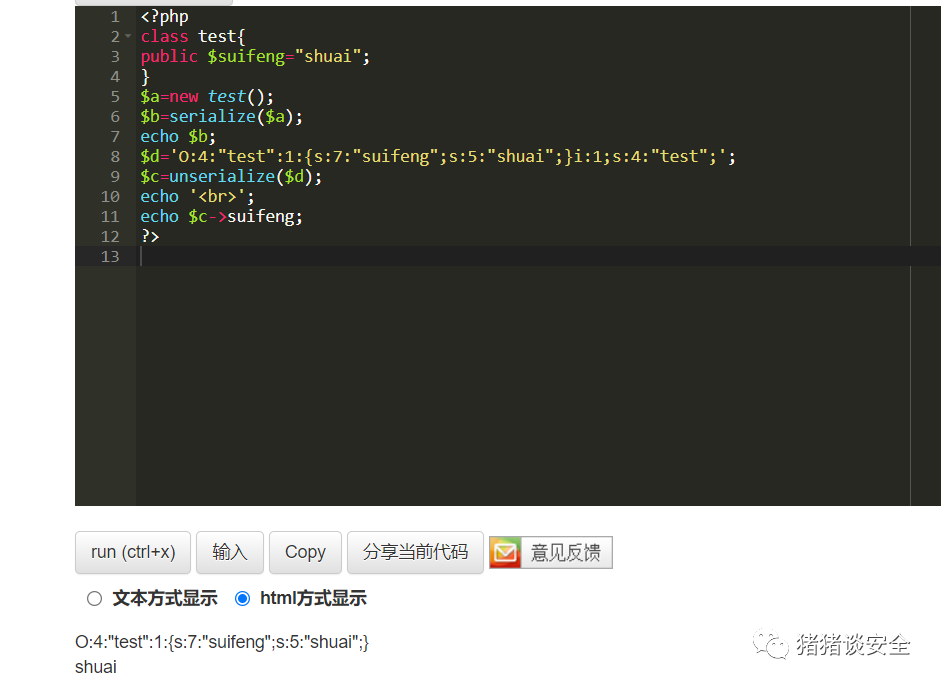 1 <?php
2 class test{
3 public $suifeng="shuai";
4 }
5 $a=new test();
6 $b=serialize($a);
7 echo $b;
8 $d='O:4:"test":1:{s:7:"suifeng";s:5:"shuai";}i:1;s:4:"test";';
9 $c=unserialize($d);
10 echo '<br>';
11 echo $c->suifeng;
12 ?>
13
run (ctrl+x) 输入 Copy 分享当前代码 意见反馈
文本方式显示 html方式显示
O:4:"test":1:{s:7:"suifeng";s:5:"shuai";}
shuai
猪猪谈安全